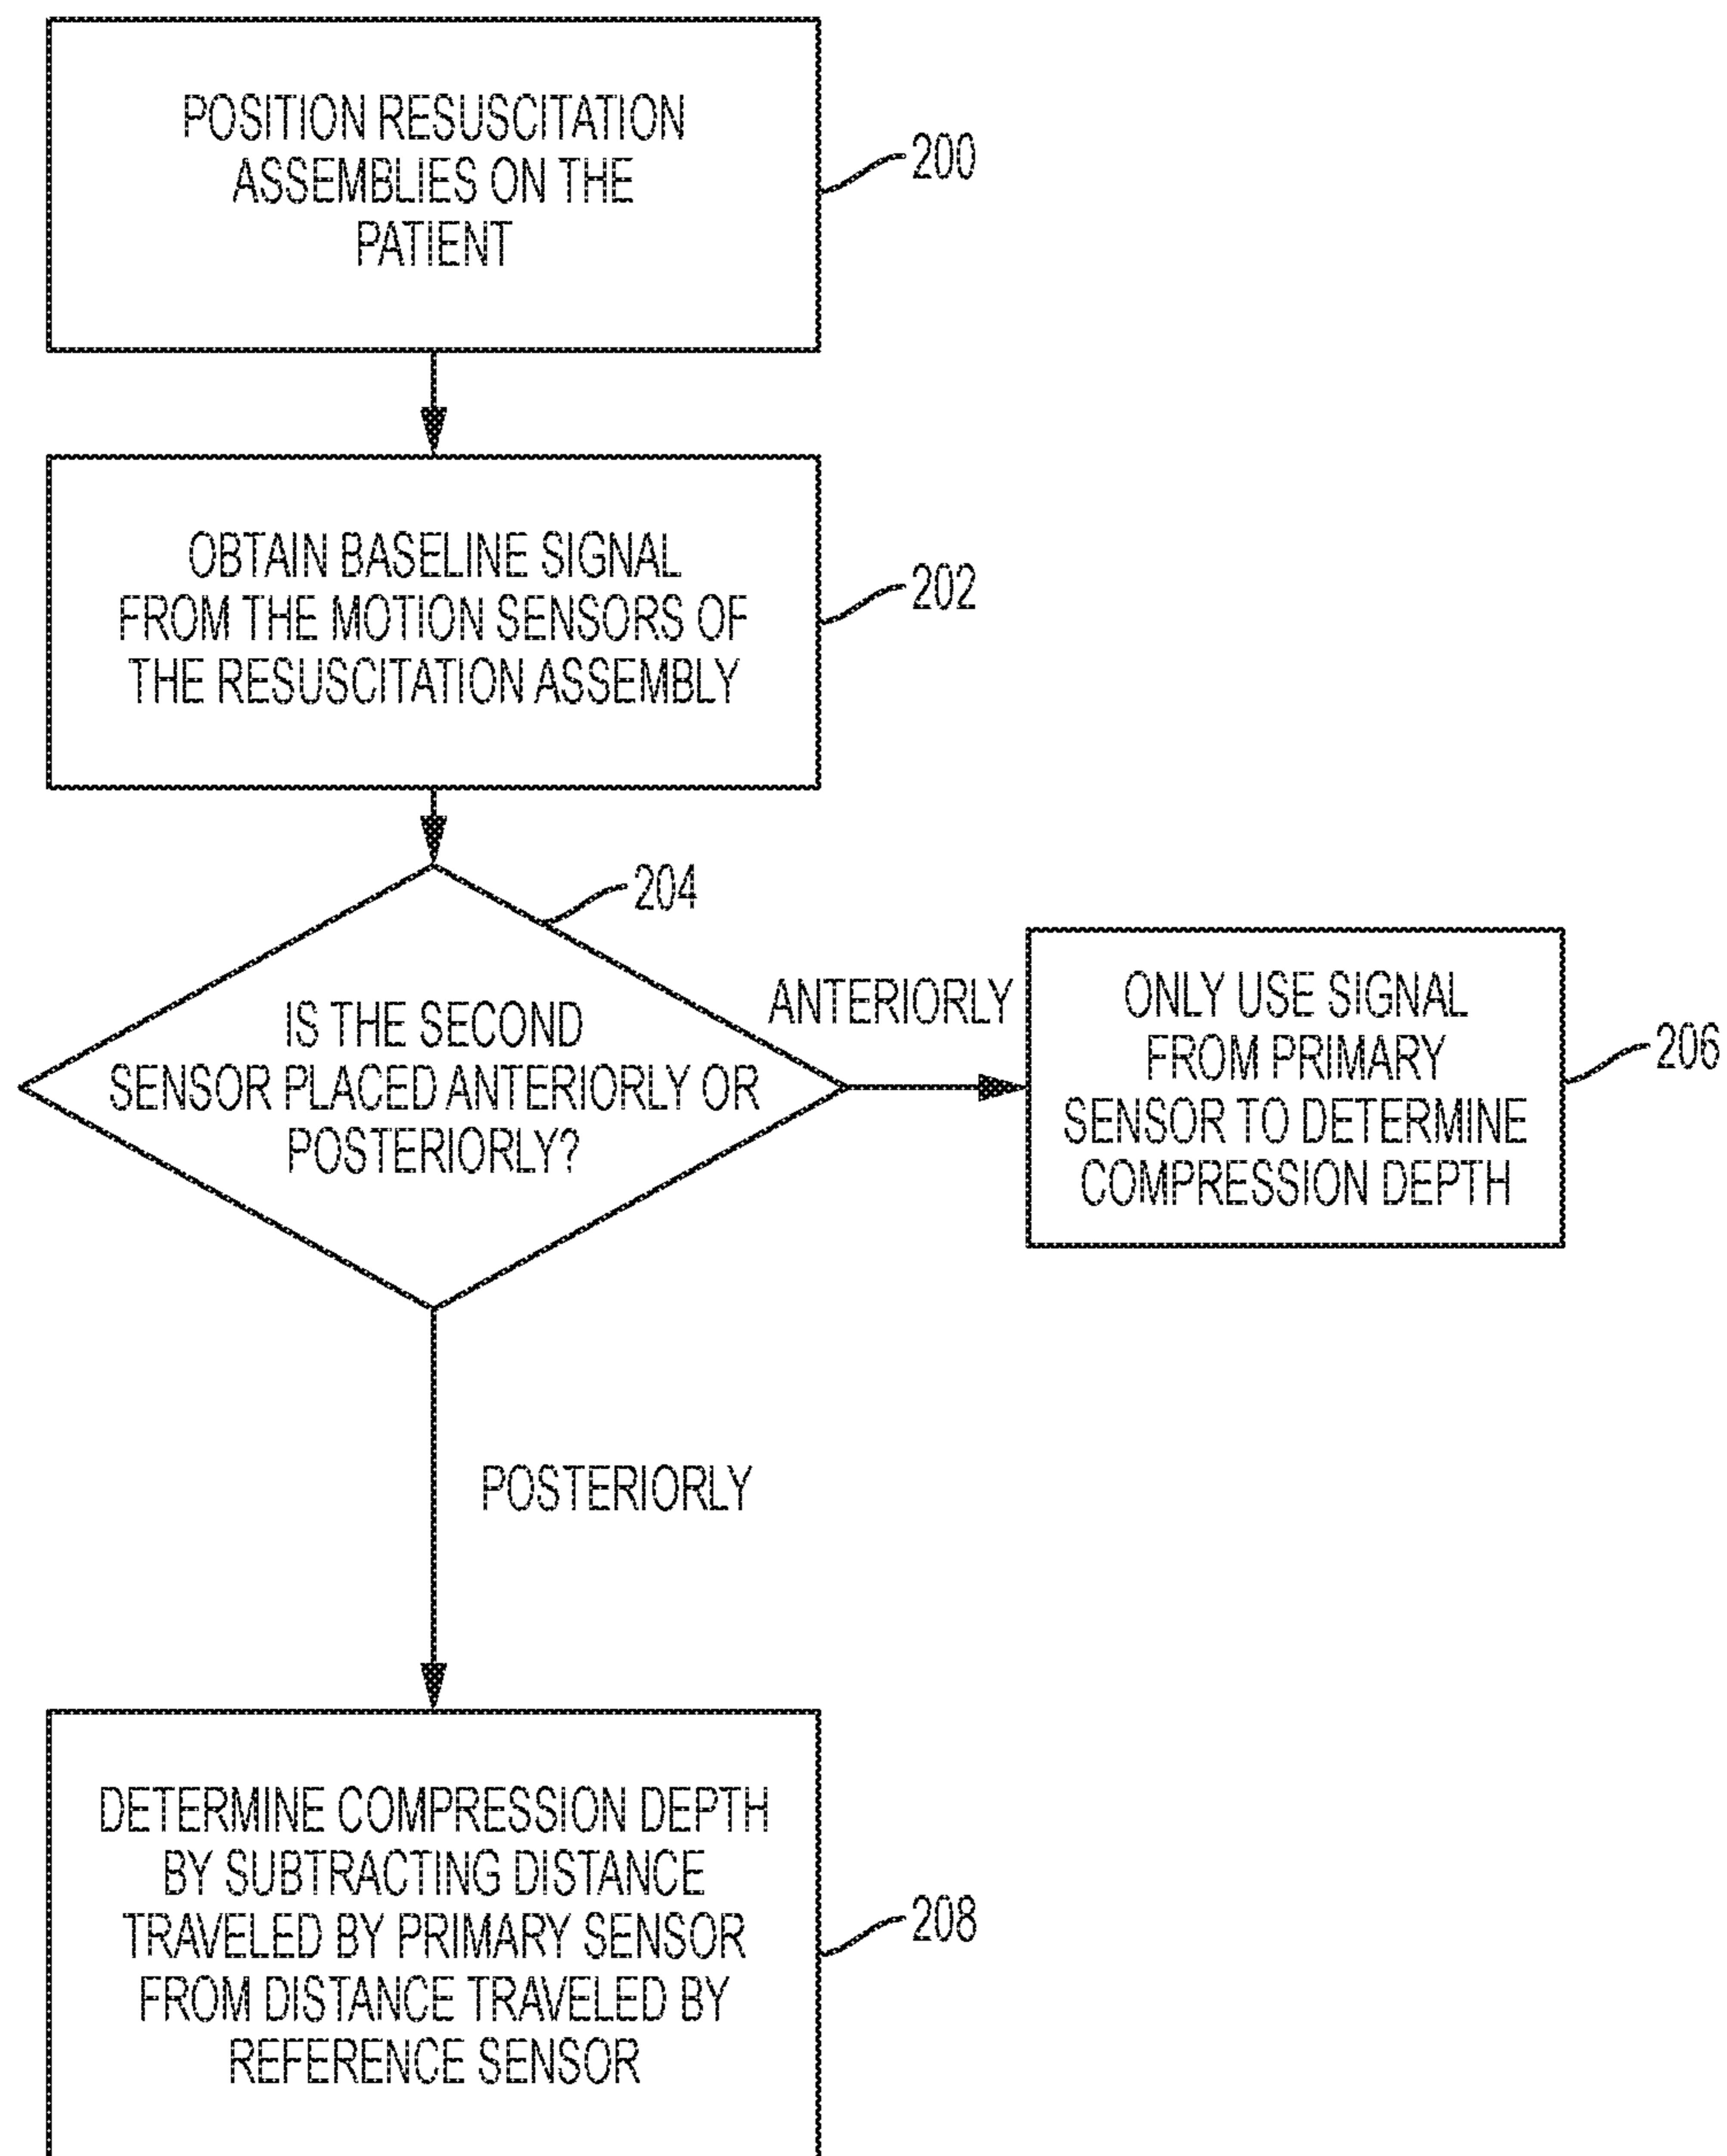 POSITION RESUSCITATION
ASSEMBLIES ON THE
PATIENT
200
OBTAIN BASELINE SIGNAL
FROM THE MOTION SENSORS OF
THE RESUSCITATION ASSEMBLY
202
204
IS THE SECOND
SENSOR PLACED ANTERIORLY OR
POSTERIORLY?
ANTERIORLY
ONLY USE SIGNAL
FROM PRIMARY
SENSOR TO DETERMINE
COMPRESSION DEPTH
206
POSTERIORLY
DETERMINE COMPRESSION DEPTH
BY SUBTRACTING DISTANCE
TRAVELED BY PRIMARY SENSOR
FROM DISTANCE TRAVELED BY
REFERENCE SENSOR
208